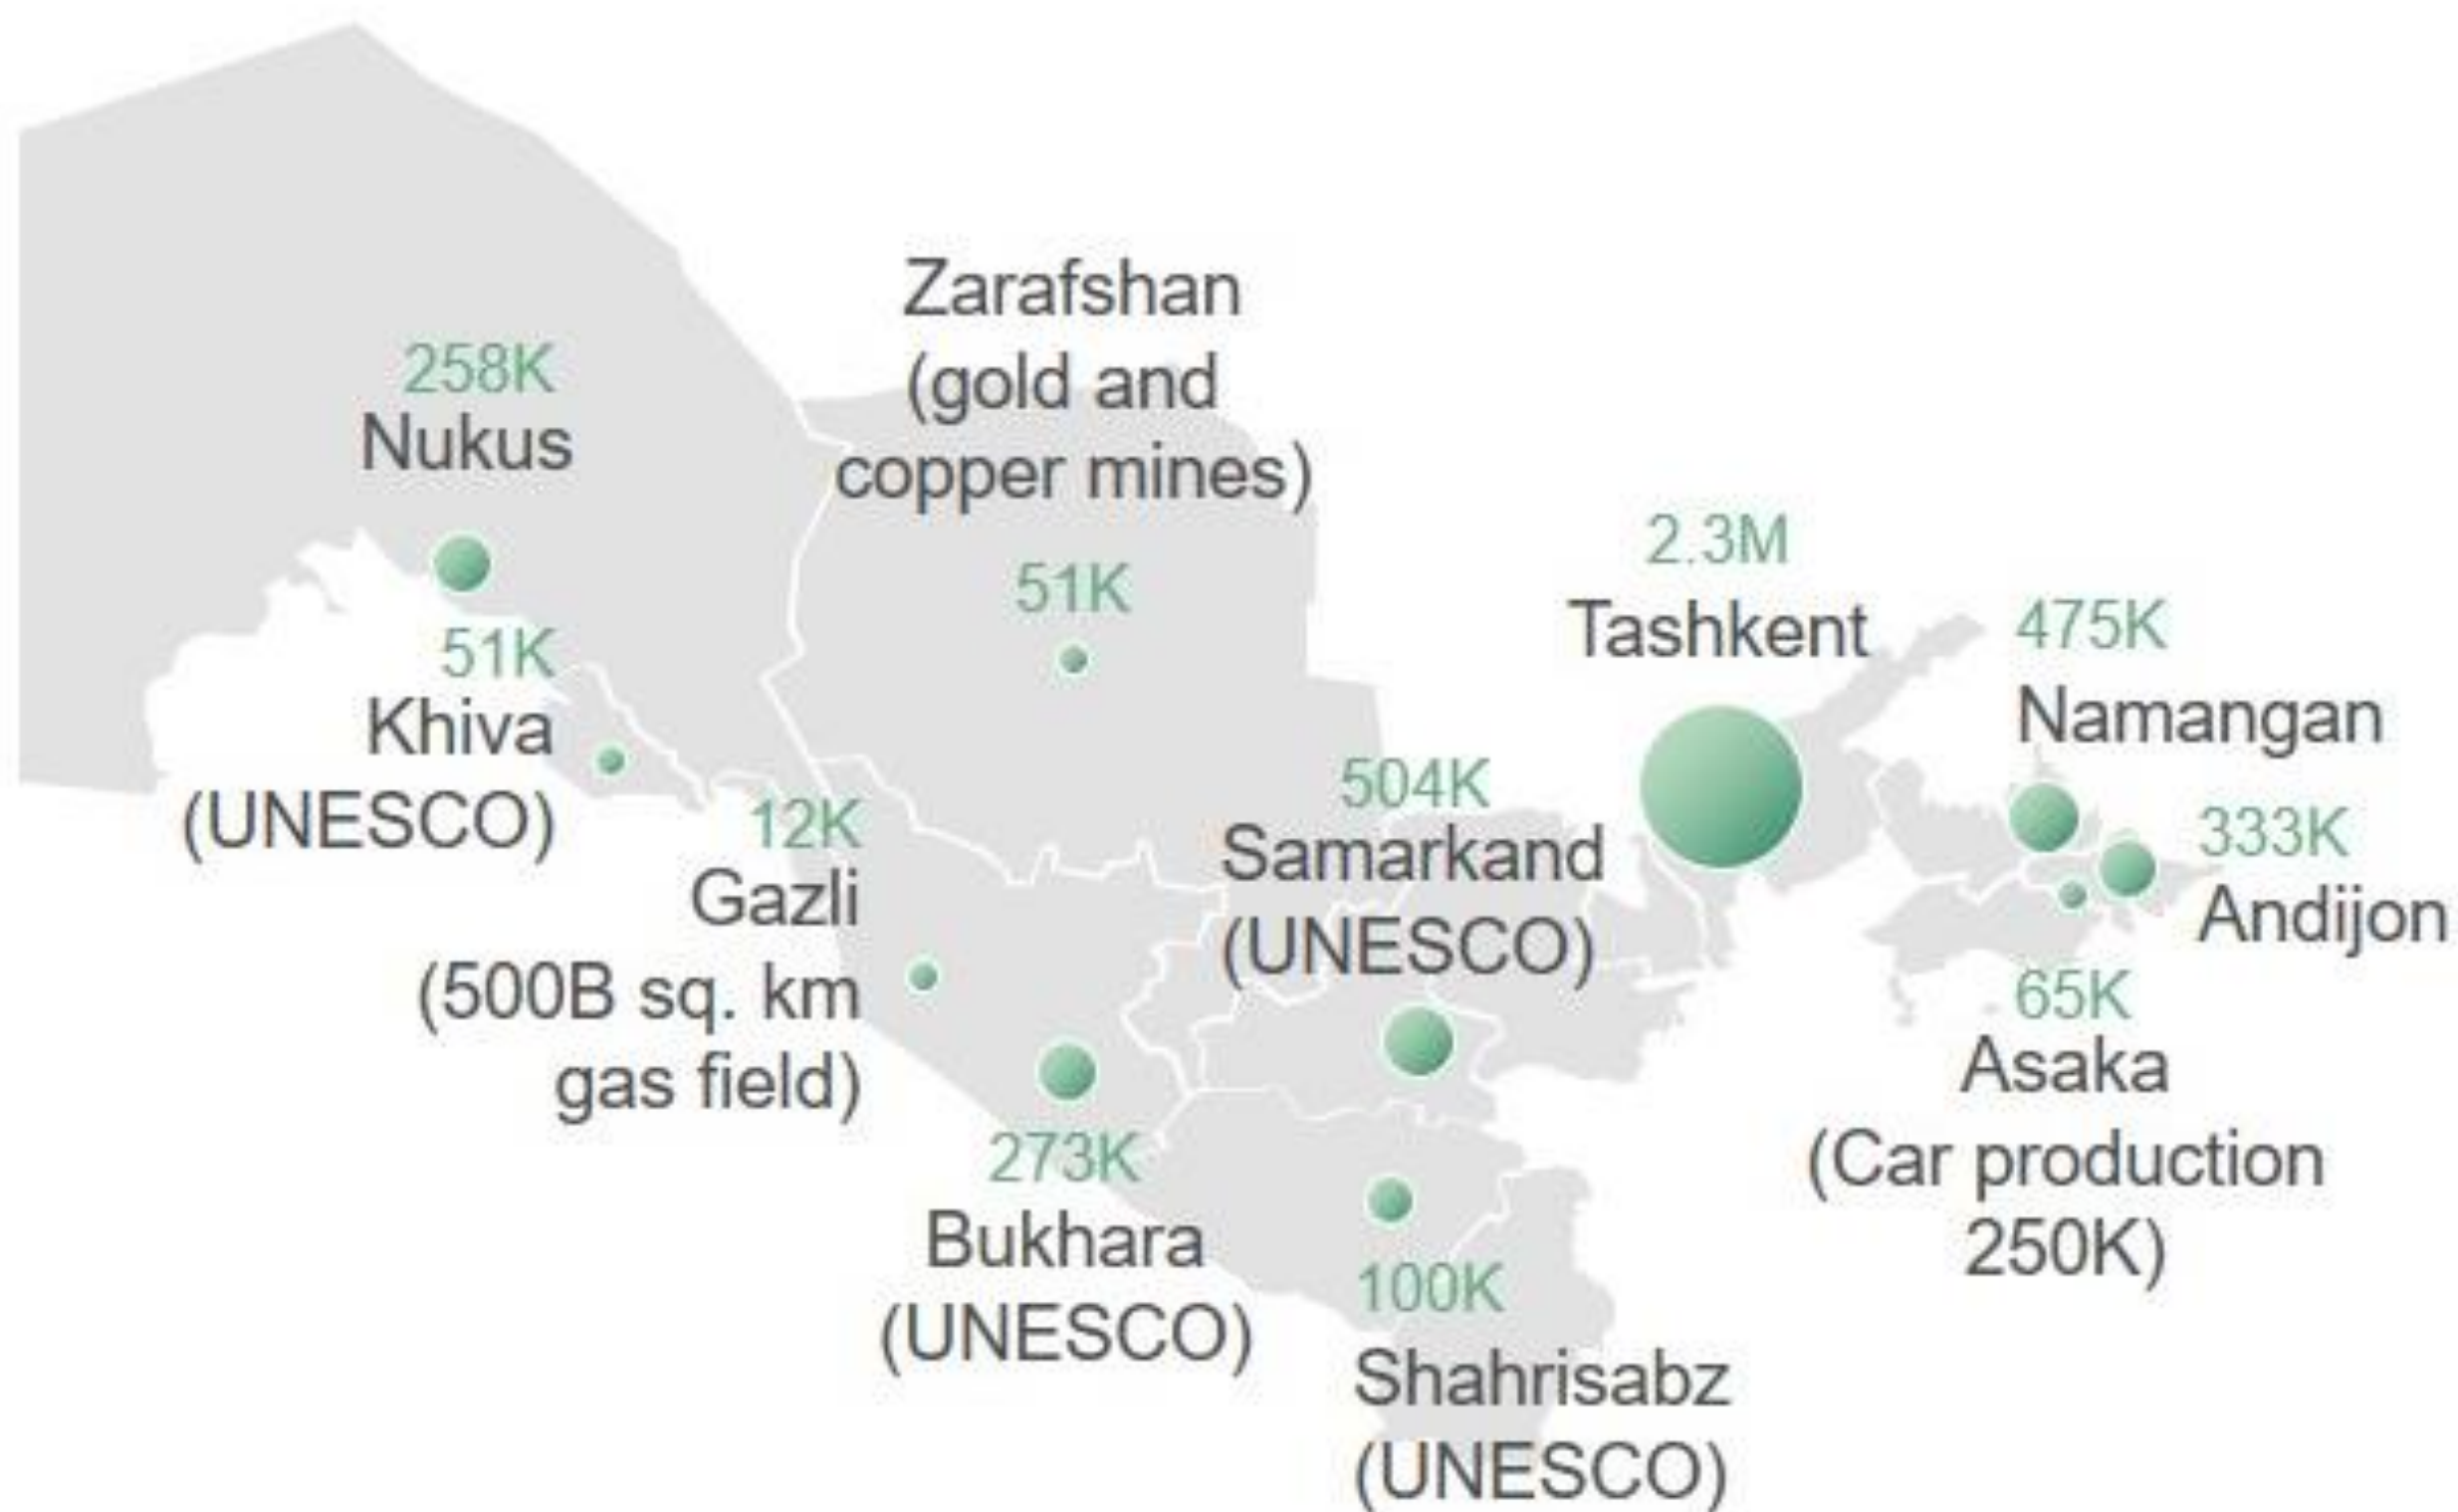 258K
Nukus
51K
Khiva
(UNESCO)
Zarafshan
(gold and
copper mines)
51K
12K
Gazli
(500B sq. km
gas field)
273K
Bukhara
(UNESCO)
504K
Samarkand
(UNESCO)
100K
Shahrisabz
(UNESCO)
2.3M
Tashkent
475K
Namangan
333K
Andijon
65K
Asaka
(Car production
250K)